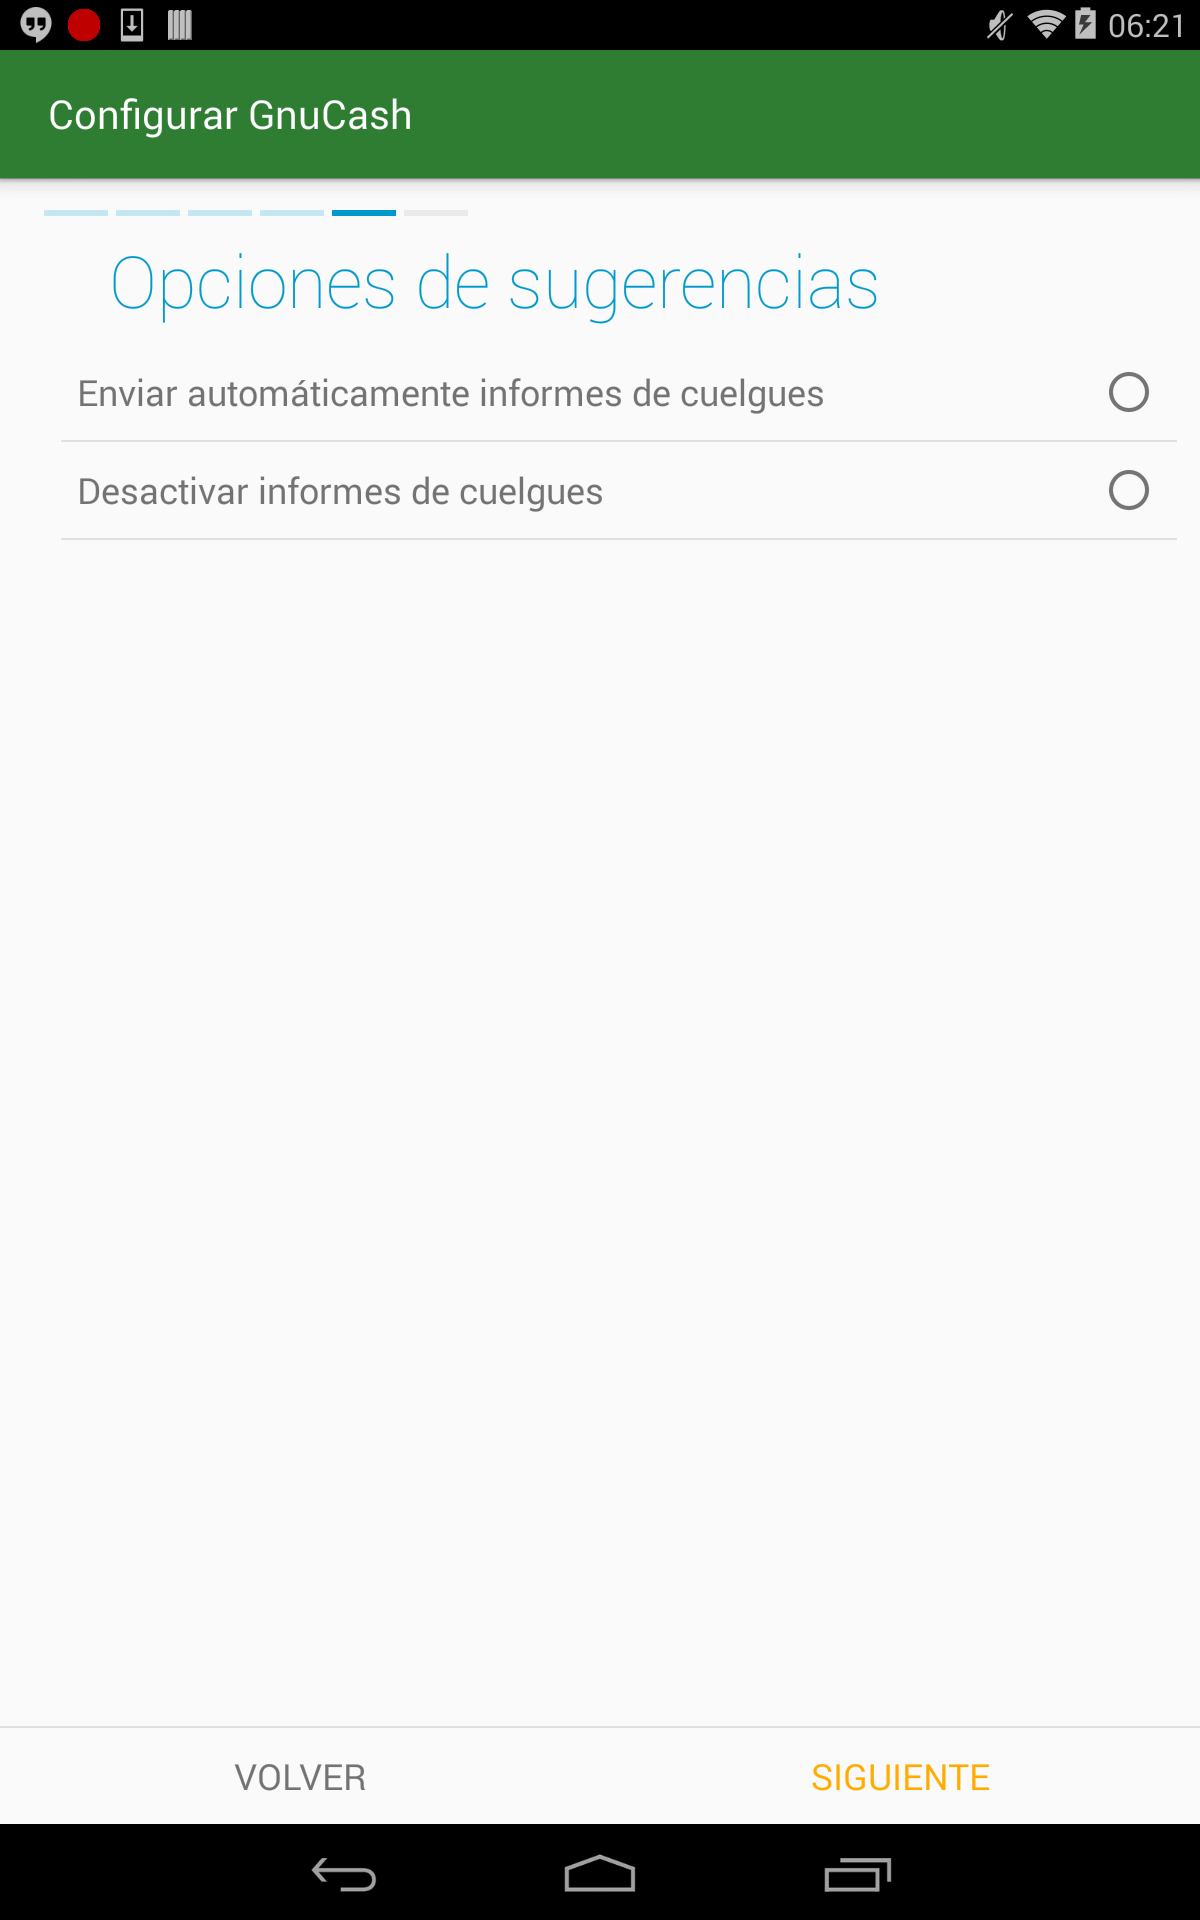 06:21
Configurar GnuCash
Opciones de sugerencias
Enviar automáticamente informes de cuelgues
Desactivar informes de cuelgues
VOLVER
SIGUIENTE